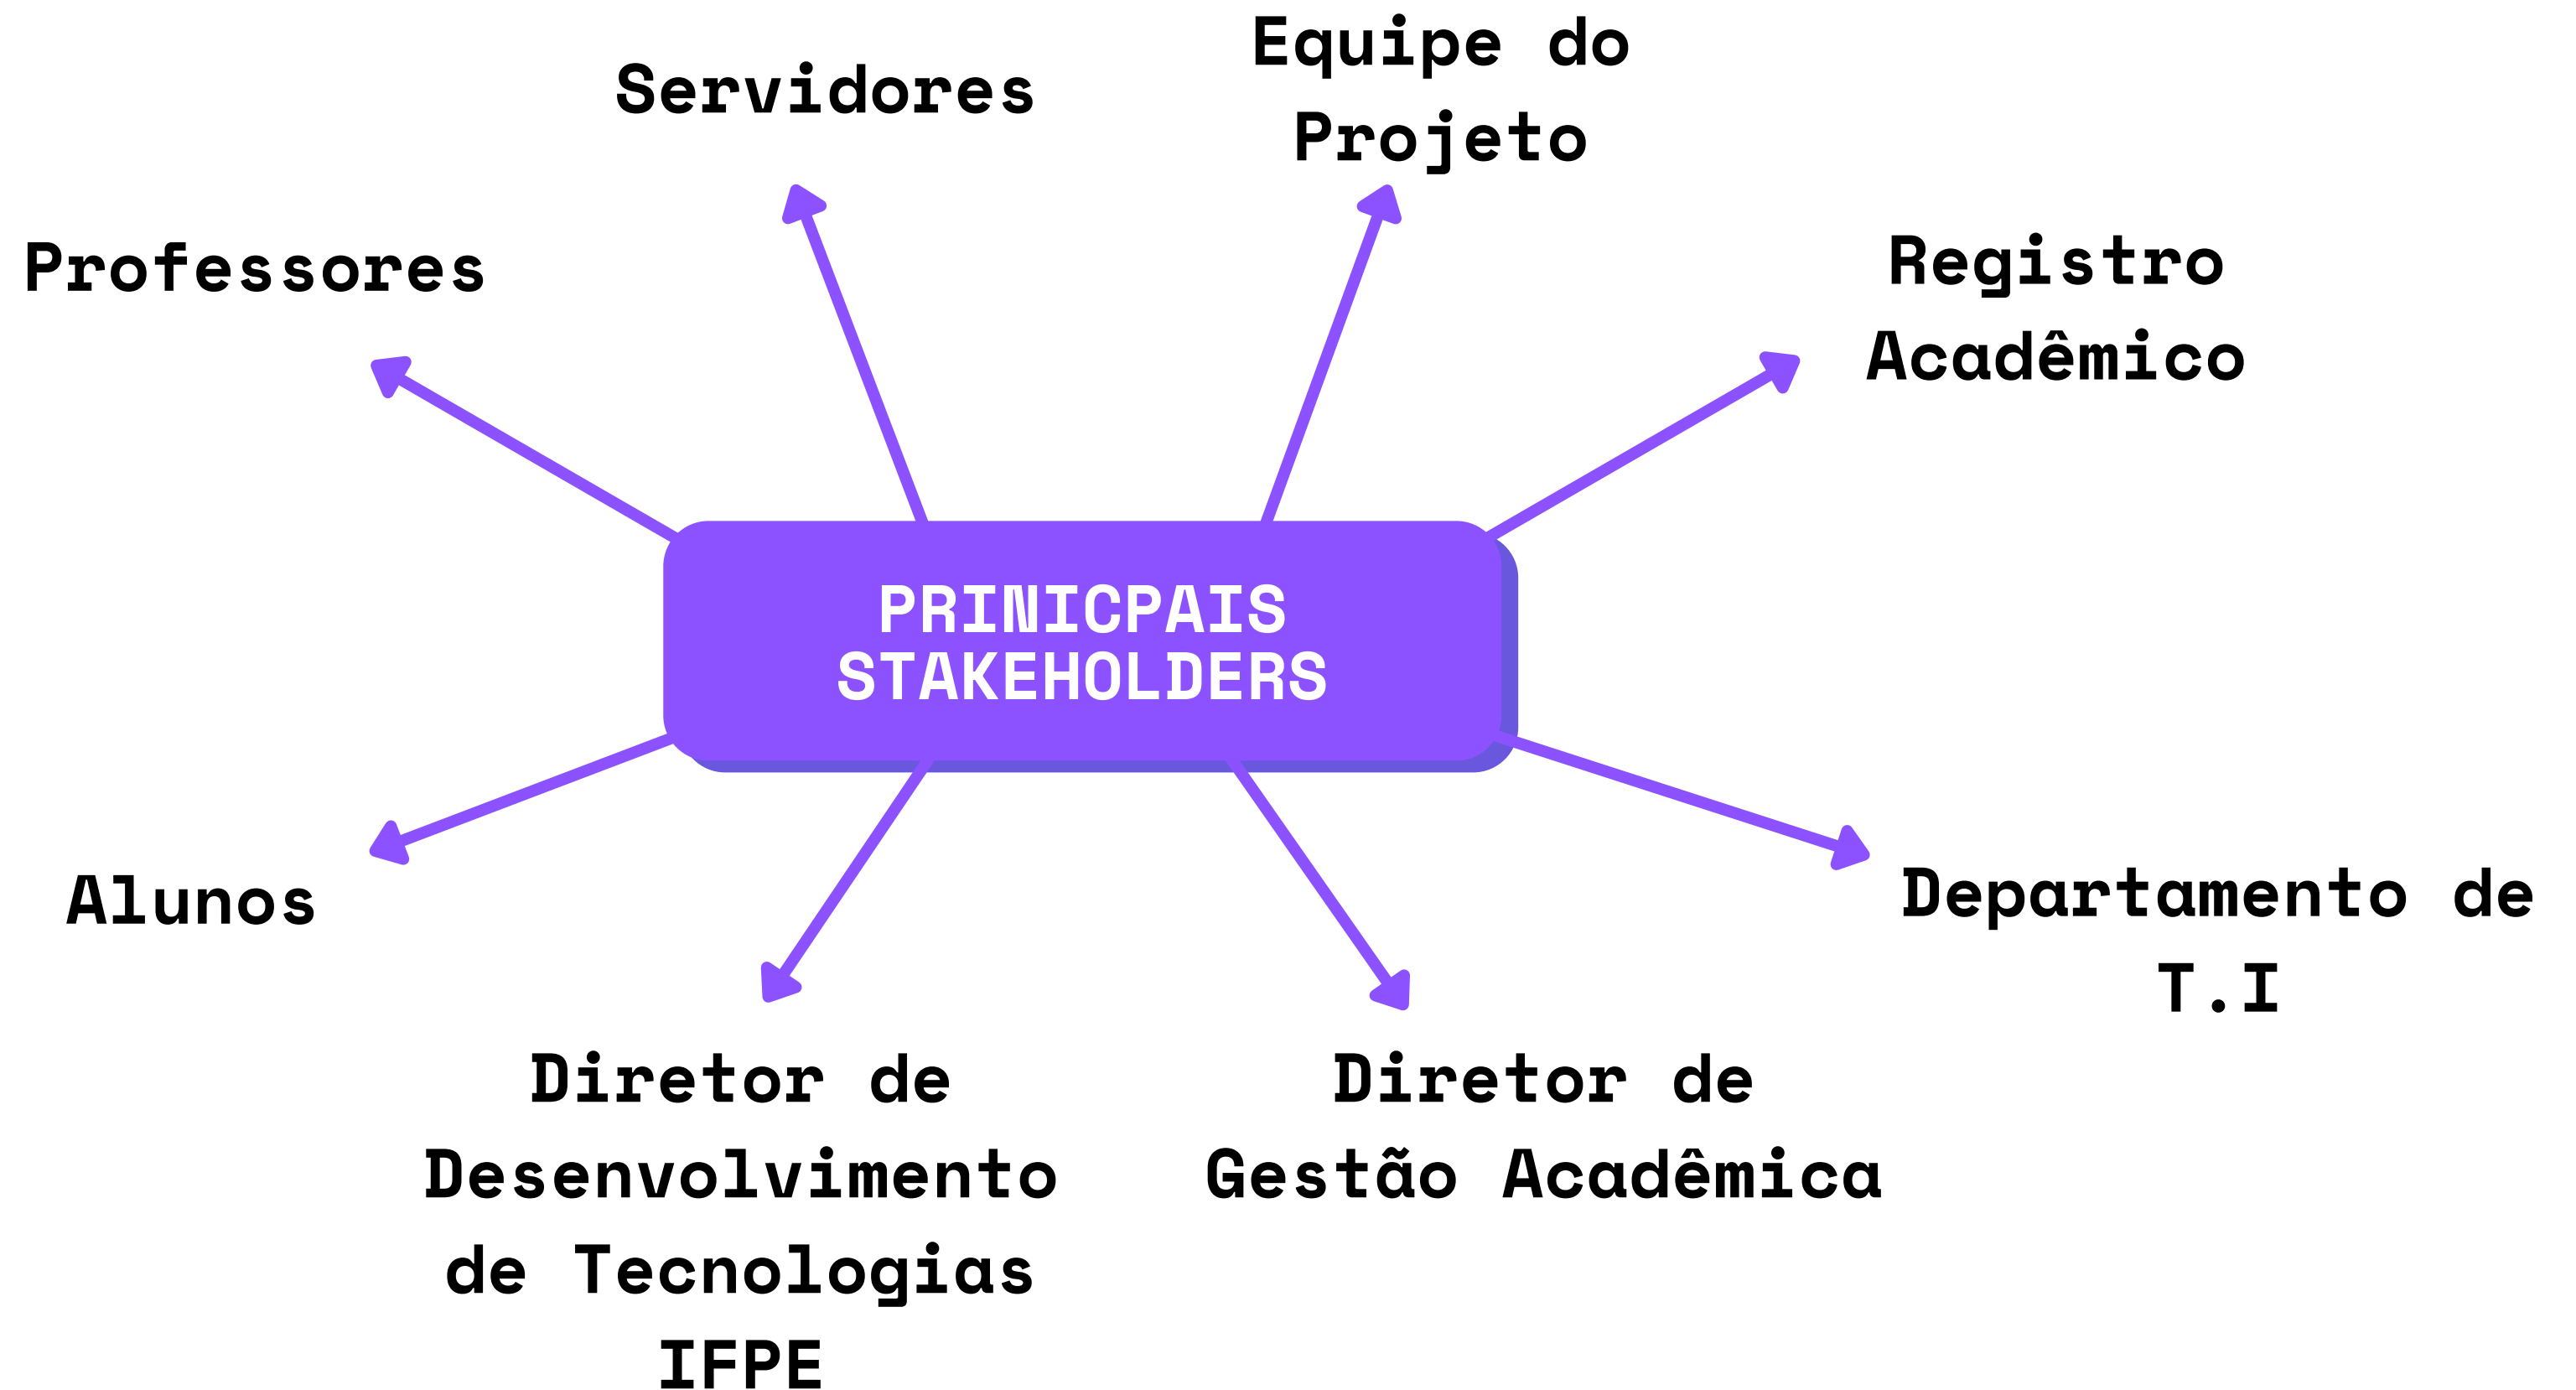 Equipe do
Projeto
Servidores
Professores
Registro
Acadêmico
PRINICPAIS
STAKEHOLDERS
Alunos
Departamento de
T.I
Diretor de
Desenvolvimento
de Tecnologias
IFPE
Diretor de
Gestão Acadêmica